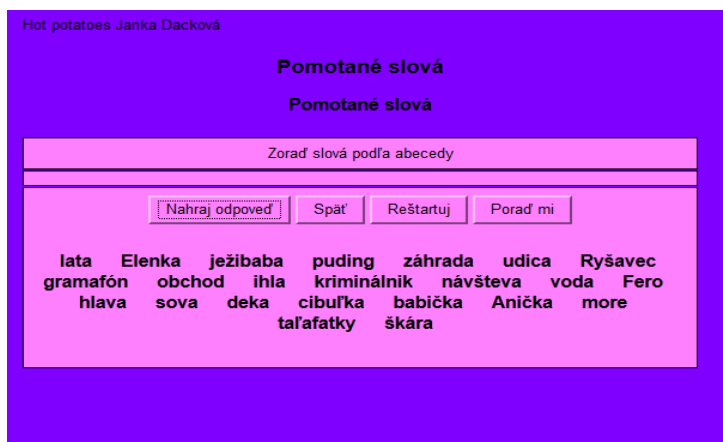 Hot potatoes Janka Dacková
Pomotané slová
Pomotané slová
Zoraď slová podľa abecedy
Nahraj odpoveď Späť Reštartuj Poraď mi
lata Elenka ježibaba puding záhrada udica Ryšavec
gramafón obchod ihla kriminálnik návšteva voda Fero
hlava sova deka cibuľka babička Anička more
taľafatky škára